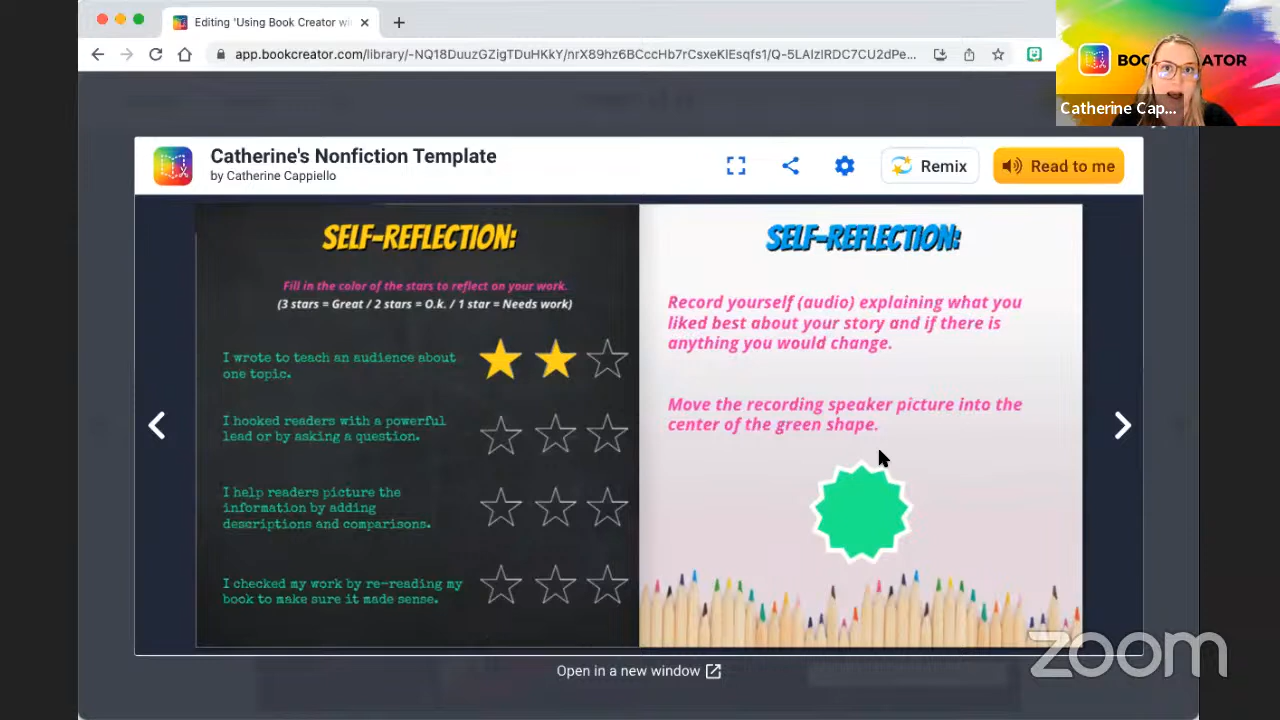 Editing 'Using Book Creator wi
app.bookcreator.com/library/-NQ18DuuzGZigTDuHKkY/nrX89hz6BCccHb7rCsxeKIEsqfs1/Q-5LAIzIRDC7CU2dPe...
BOOK CREATOR
Catherine Cap...
Catherine's Nonfiction Template
by Catherine Cappiello
Remix
Read to me
SELF-REFLECTION:
Fill in the color of the stars to reflect on your work.
(3 stars = Great / 2 stars = O.k. / 1 star = Needs work)
I wrote to teach an audience about
one topic.
I hooked readers with a powerful
lead or by asking a question.
I help readers picture the
information by adding
descriptions and comparisons.
I checked my work by re-reading my
book to make sure it made sense.
SELF-REFLECTION:
Record yourself (audio) explaining what you
liked best about your story and if there is
anything you would change.
Move the recording speaker picture into the
center of the green shape.
Open in a new window
zoom